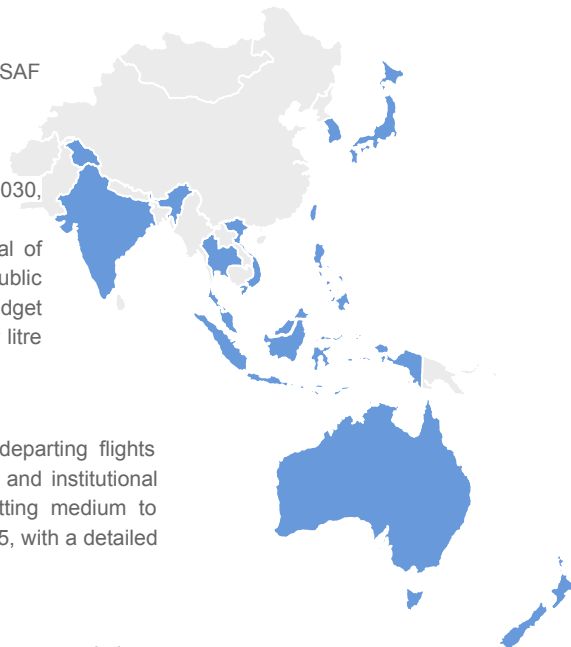 SAF
030,
al of
ublic
dget
litre
departing flights
and institutional
tting medium to
5, with a detailed